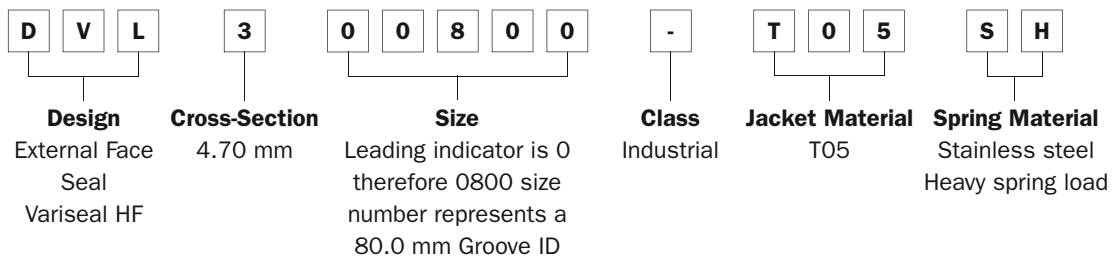 D V L 3 0 0 8 0 0 - T 0 5 S H
Design Cross-Section Size Class Jacket Material Spring Material
External Face 4.70 mm Leading indicator is 0 Industrial T05 Stainless steel
Seal therefore 0800 size Heavy spring load
Variseal HF number represents a
80.0 mm Groove ID